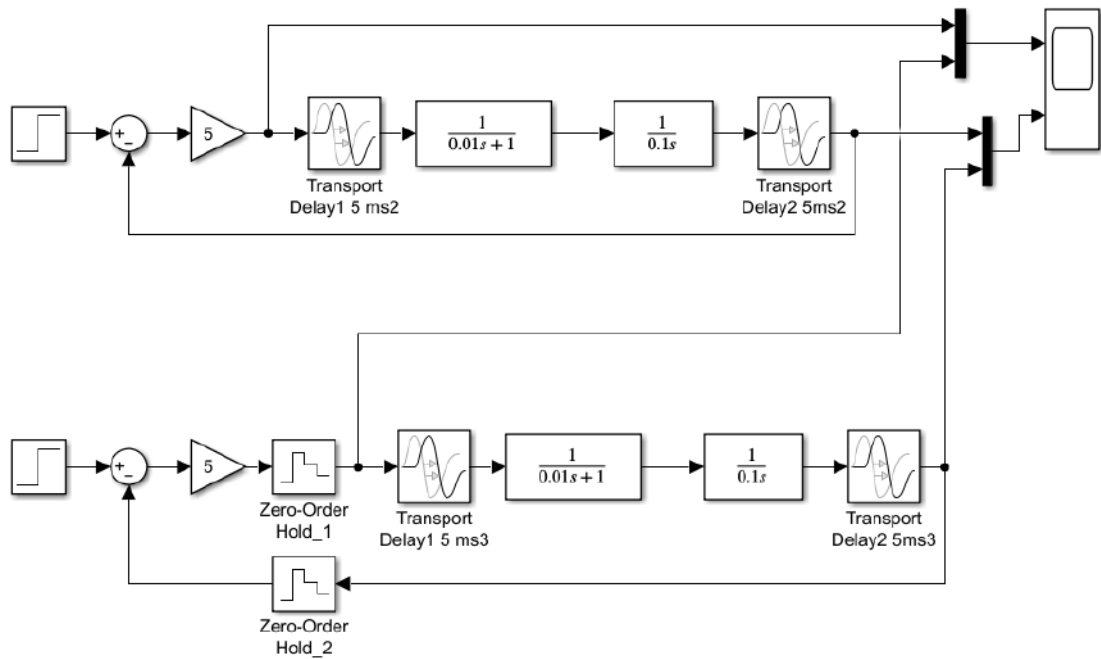 +
−
5
1
0.01s + 1
1
0.1s
Transport
Delay1 5 ms2
Transport
Delay2 5ms2
+
−
5
1
0.01s + 1
1
0.1s
Zero-Order
Hold_1
Transport
Delay1 5 ms3
Transport
Delay2 5ms3
Zero-Order
Hold_2